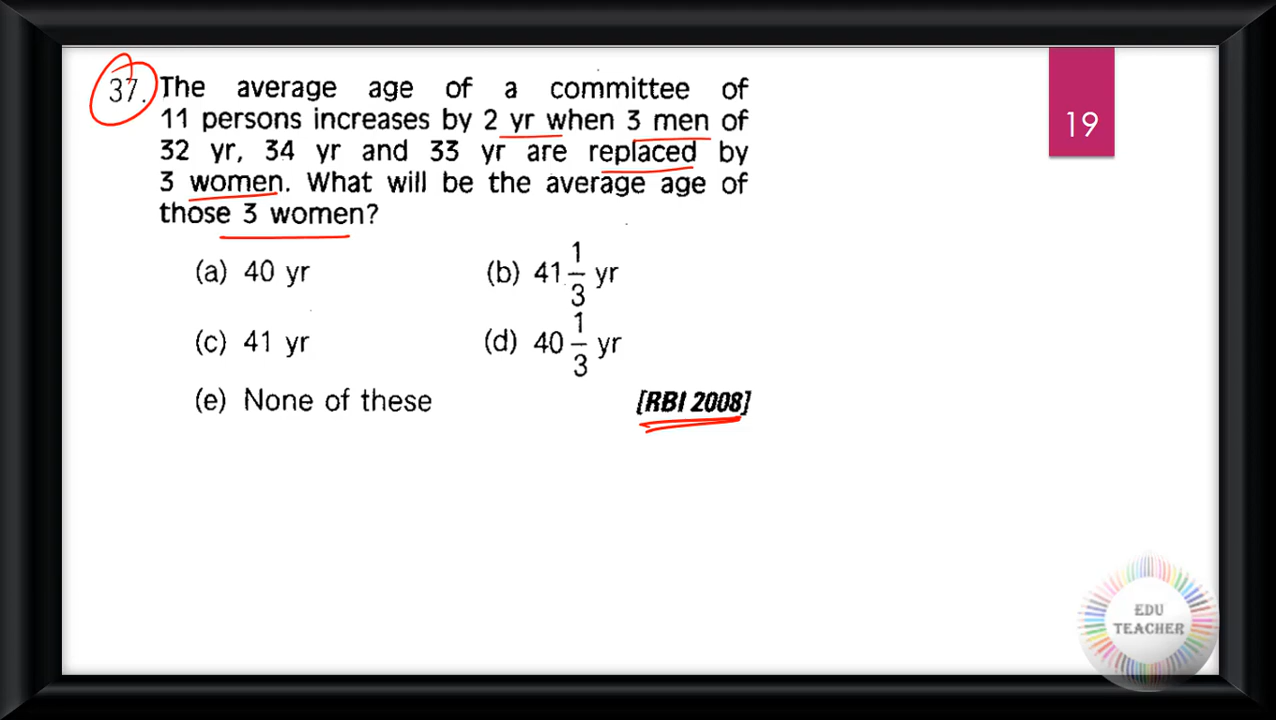 37. The average age of a committee of
11 persons increases by 2 yr when 3 men of
32 yr, 34 yr and 33 yr are replaced by
3 women. What will be the average age of
those 3 women?
(a) 40 yr (b) 41 1/3 yr
(c) 41 yr (d) 40 1/3 yr
(e) None of these [RBI 2008]
19
EDU
TEACHER